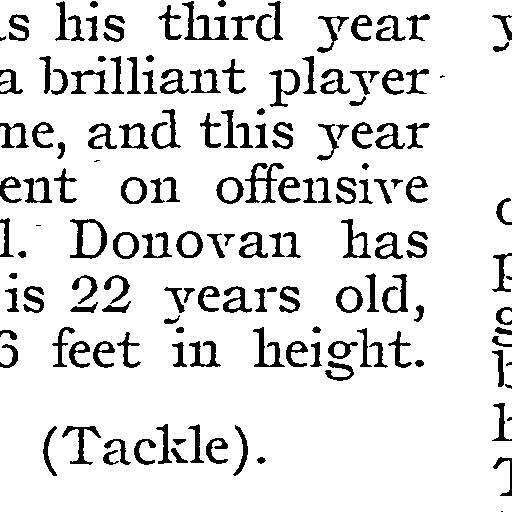 his third year
a brilliant player
me, and this year
ent on offensive
l. Donovan has
is 22 years old,
6 feet in height.
(Tackle).